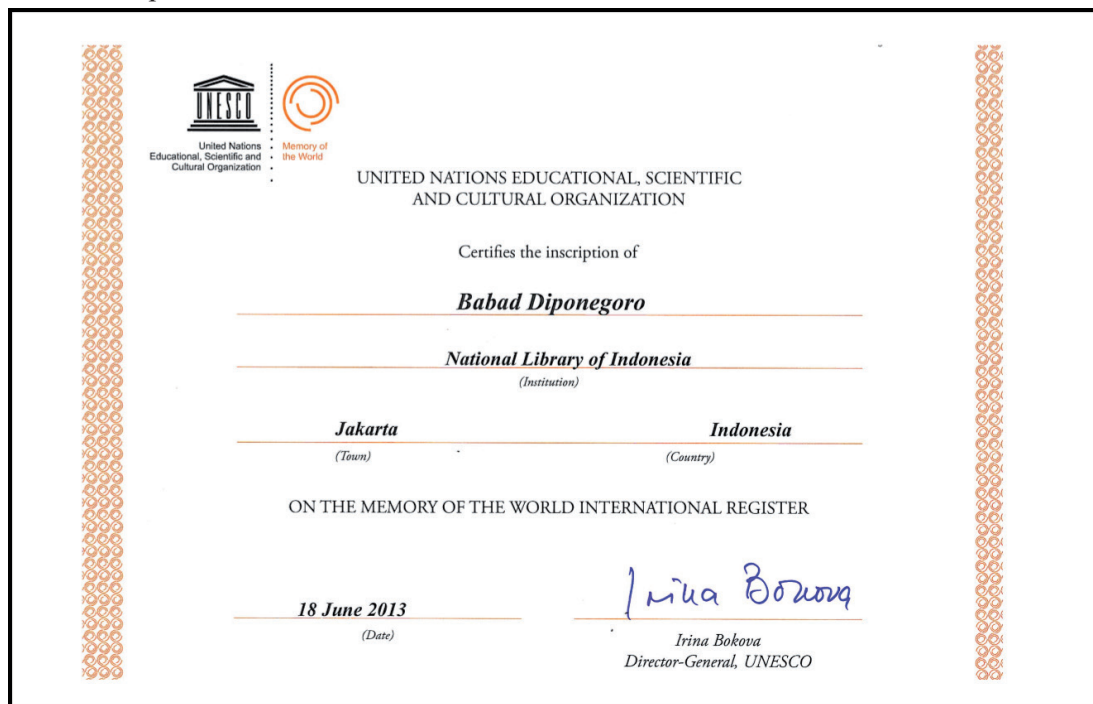 UNESCO
United Nations
Educational, Scientific and
Cultural Organization
Memory of
the World
UNITED NATIONS EDUCATIONAL, SCIENTIFIC
AND CULTURAL ORGANIZATION
Certifies the inscription of
Babad Diponegoro
National Library of Indonesia
(Institution)
Jakarta Indonesia
(Town) (Country)
ON THE MEMORY OF THE WORLD INTERNATIONAL REGISTER
Irina Bokova
18 June 2013
(Date)
Irina Bokova
Director-General, UNESCO